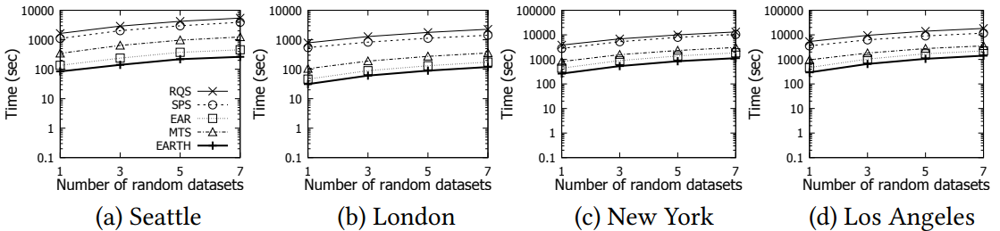 10000
1000
100
10
1
0.1
Time (sec)
RQS
SPS
EAR
MTS
EARTH
1 3 5 7
Number of random datasets
(a) Seattle
10000
1000
100
10
1
0.1
Time (sec)
1 3 5 7
Number of random datasets
(b) London
100000
10000
1000
100
10
1
0.1
Time (sec)
1 3 5 7
Number of random datasets
(c) New York
100000
10000
1000
100
10
1
0.1
Time (sec)
1 3 5 7
Number of random datasets
(d) Los Angeles